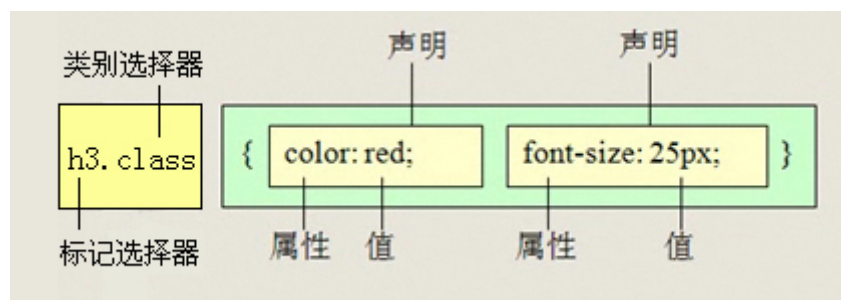 类别选择器 声明 声明
h3.class { color: red; font-size: 25px; }
标记选择器 属性 值 属性 值